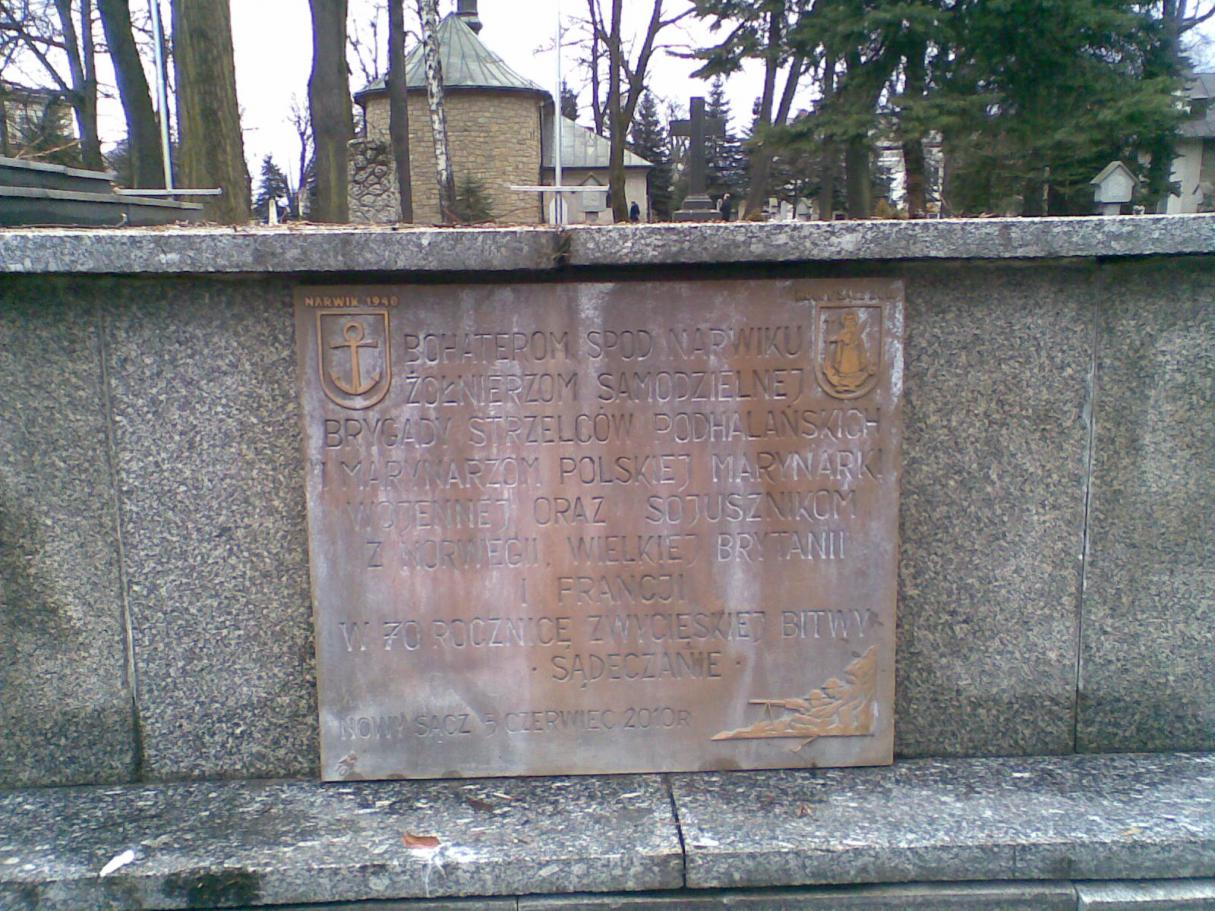 NARWIK 1940
BOHATEROM SPOD NARWIKU
ŻOŁNIERZOM SAMODZIELNEJ
BRYGADY STRZELCÓW PODHALAŃSKICH
I MARYNARZOM POLSKIEJ MARYNARKI
WOJENNEJ ORAZ SOJUSZNIKOM
Z NORWEGII, WIELKIEJ BRYTANII
I FRANCJI
W 70 ROCZNICĘ ZWYCIĘSKIEJ BITWY
· SĄDECZANIE ·
NOWY SĄCZ 5 CZERWIEC 2010R